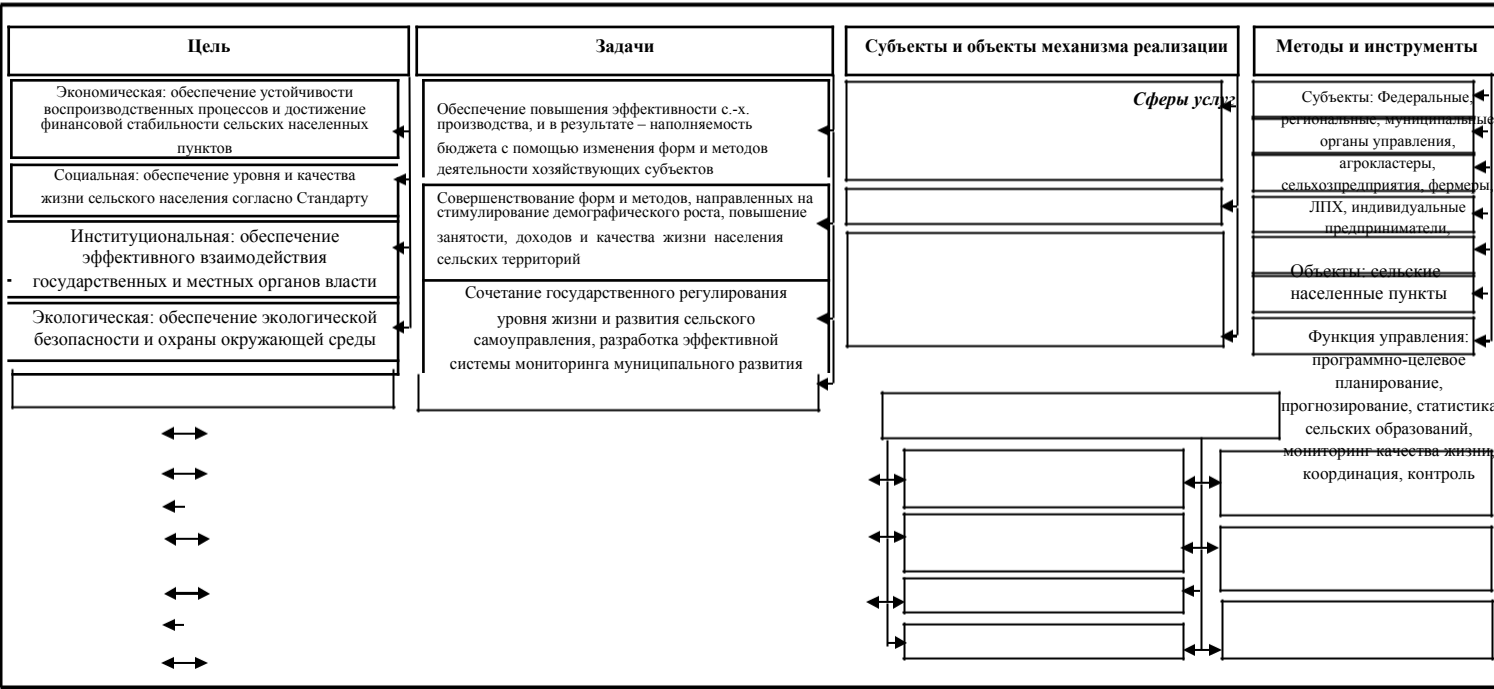 Цель
Задачи
Субъекты и объекты механизма реализации
Методы и инструменты
Экономическая: обеспечение устойчивости
воспроизводственных процессов и достижение
финансовой стабильности сельских населенных
пунктов
Социальная: обеспечение уровня и качества
жизни сельского населения согласно Стандарту
Институциональная: обеспечение
эффективного взаимодействия
государственных и местных органов власти
Экологическая: обеспечение экологической
безопасности и охраны окружающей среды
Обеспечение повышения эффективности с.-х.
производства, и в результате – наполняемость
бюджета с помощью изменения форм и методов
деятельности хозяйствующих субъектов
Совершенствование форм и методов, направленных на
стимулирование демографического роста, повышение
занятости, доходов и качества жизни населения
сельских территорий
Сочетание государственного регулирования
уровня жизни и развития сельского
самоуправления, разработка эффективной
системы мониторинга муниципального развития
Сферы услуг
Субъекты: Федеральные,
региональные, муниципальные
органы управления,
агрокластеры,
сельхозпредприятия, фермеры,
ЛПХ, индивидуальные
предприниматели,
Объекты: сельские
населенные пункты
Функция управления:
программно-целевое
планирование,
прогнозирование, статистика
сельских образований,
мониторинг качества жизни,
координация, контроль